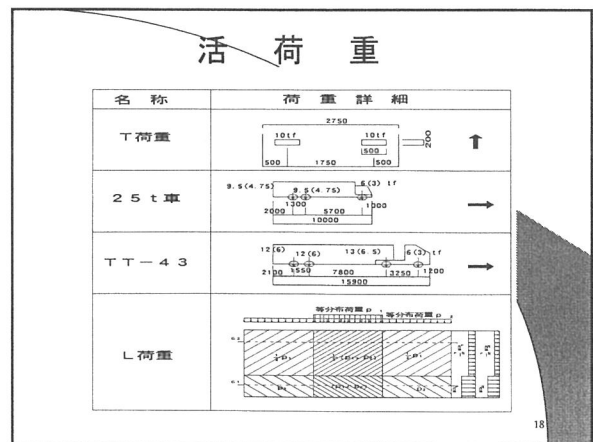 活荷重
名称 荷重詳細
T荷重
2750
10tf 10tf
500
200
500 1750 500
25t車
9.5(4.75) 9.5(4.75) 6(3) tf
1300 5700 1300
2000
10000
TT-43
12(6) 12(6) 13(6.5) 6(3) tf
2100 1550 7800 3250 1200
15900
L荷重
等分布荷重 p₁ 等分布荷重 p
18